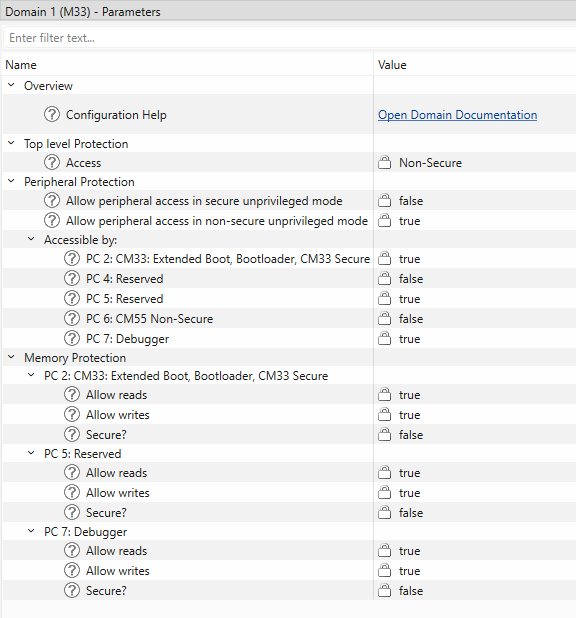 Domain 1 (M33) - Parameters
Enter filter text...
Name Value
Overview
? Configuration Help Open Domain Documentation
Top level Protection
? Access Non-Secure
Peripheral Protection
? Allow peripheral access in secure unprivileged mode false
? Allow peripheral access in non-secure unprivileged mode true
Accessible by:
? PC 2: CM33: Extended Boot, Bootloader, CM33 Secure true
? PC 4: Reserved false
? PC 5: Reserved true
? PC 6: CM55 Non-Secure false
? PC 7: Debugger true
Memory Protection
PC 2: CM33: Extended Boot, Bootloader, CM33 Secure
? Allow reads true
? Allow writes true
? Secure? false
PC 5: Reserved
? Allow reads true
? Allow writes true
? Secure? false
PC 7: Debugger
? Allow reads true
? Allow writes true
? Secure? false